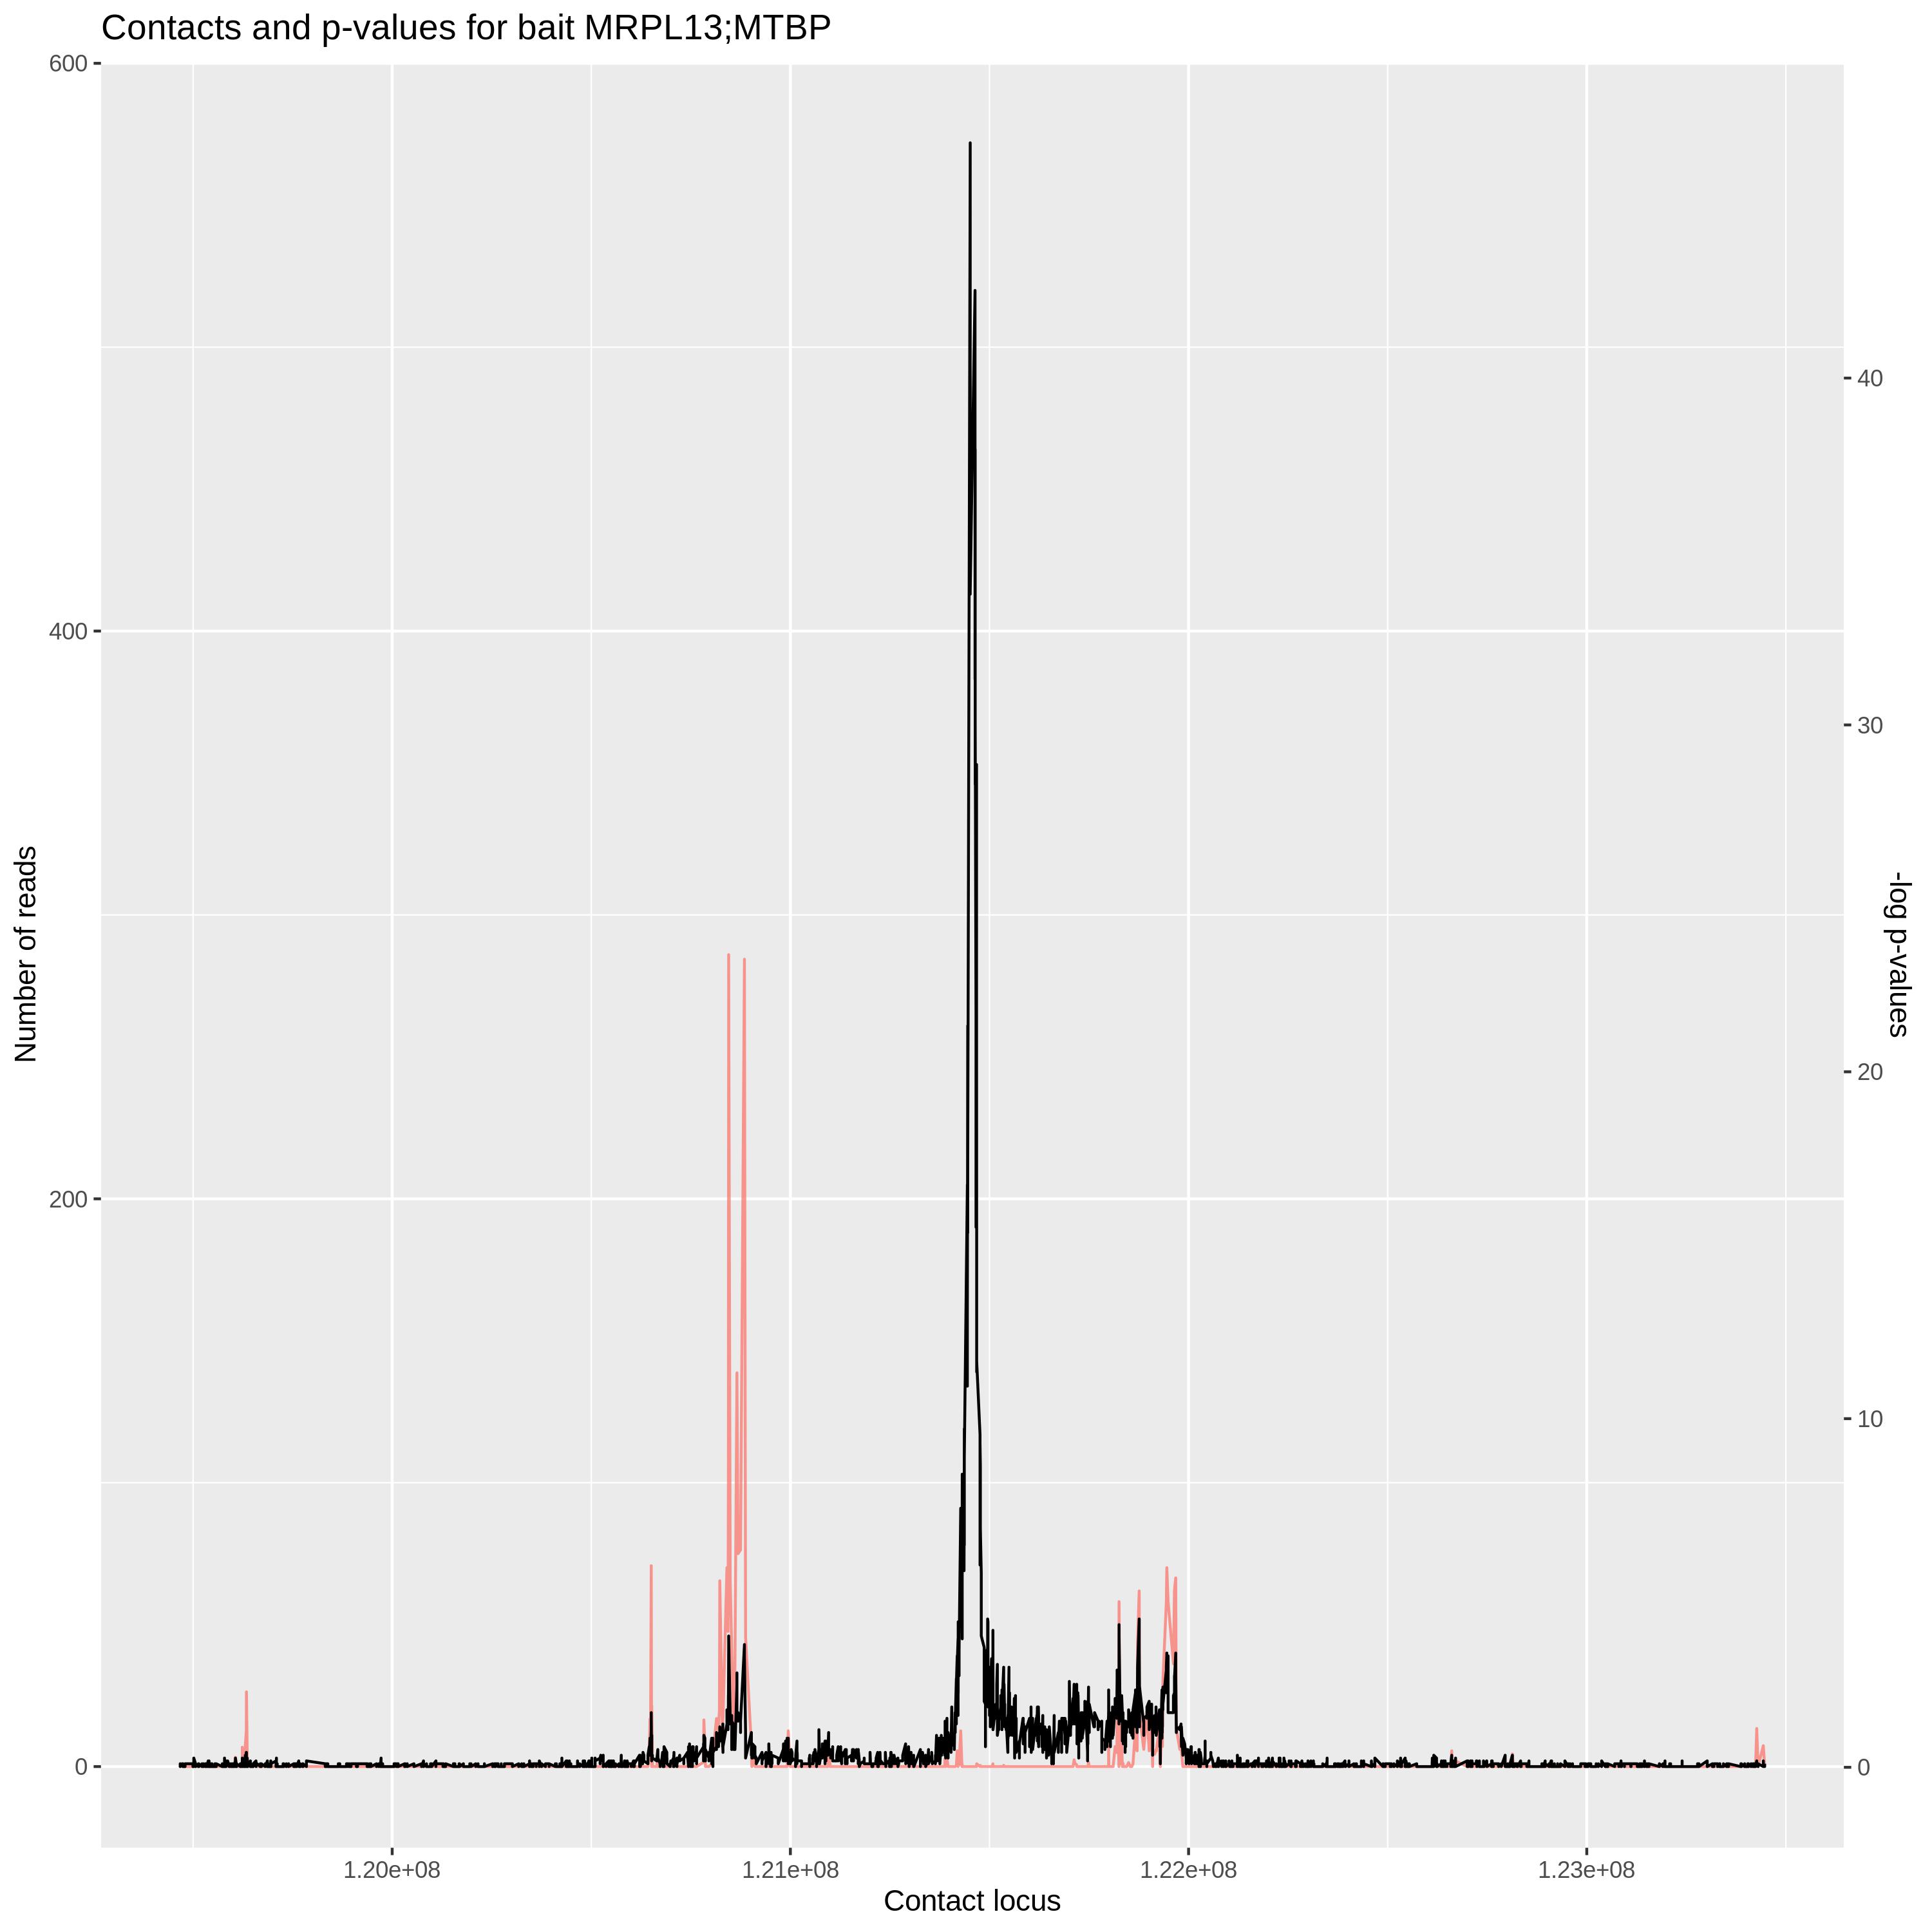 Contacts and p-values for bait MRPL13;MTBP
600
400
200
0
Number of reads
40
30
20
10
0
-log p-values
1.20e+08
1.21e+08
1.22e+08
1.23e+08
Contact locus